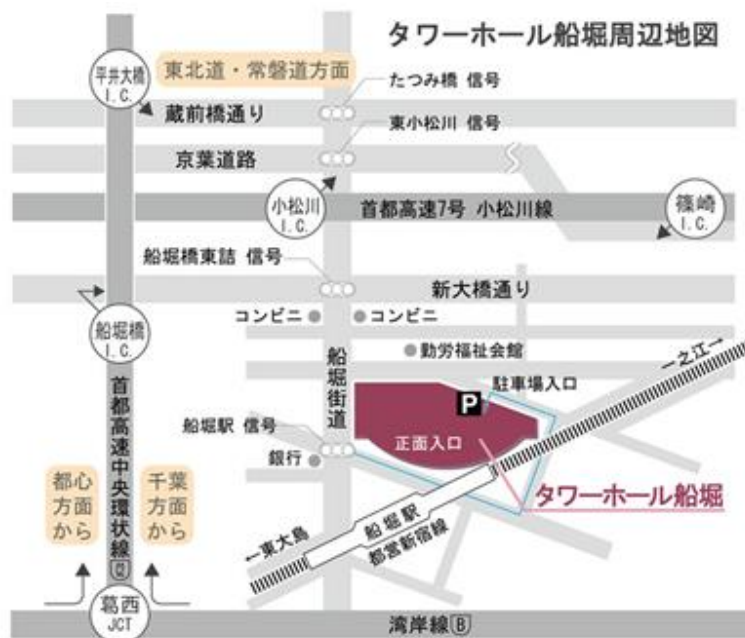 タワーホール船堀周辺地図
平井大橋
I.C.
東北道・常磐道方面
たつみ橋 信号
蔵前橋通り
東小松川 信号
京葉道路
小松川
I.C.
首都高速7号 小松川線
篠崎
I.C.
船堀橋東詰 信号
新大橋通り
船堀橋
I.C.
コンビニ
コンビニ
勤労福祉会館
一之江→
船堀街道
駐車場入口
P
船堀駅 信号
正面入口
銀行
首都高速中央環状線
C2
タワーホール船堀
都心
方面
から
千葉
方面
から
船堀駅
都営新宿線
←東大島
葛西
JCT
湾岸線 B